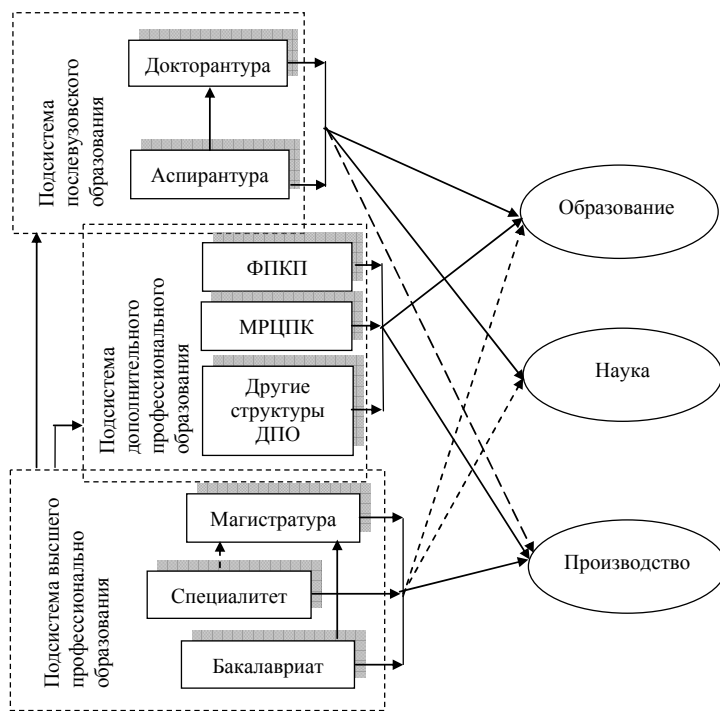 Подсистема
послевузовского
образования
Докторантура
Аспирантура
Подсистема
дополнительного
профессионального
образования
ФПКП
МРЦПК
Другие
структуры
ДПО
Подсистема высшего
профессионально
образования
Магистратура
Специалитет
Бакалавриат
Образование
Наука
Производство